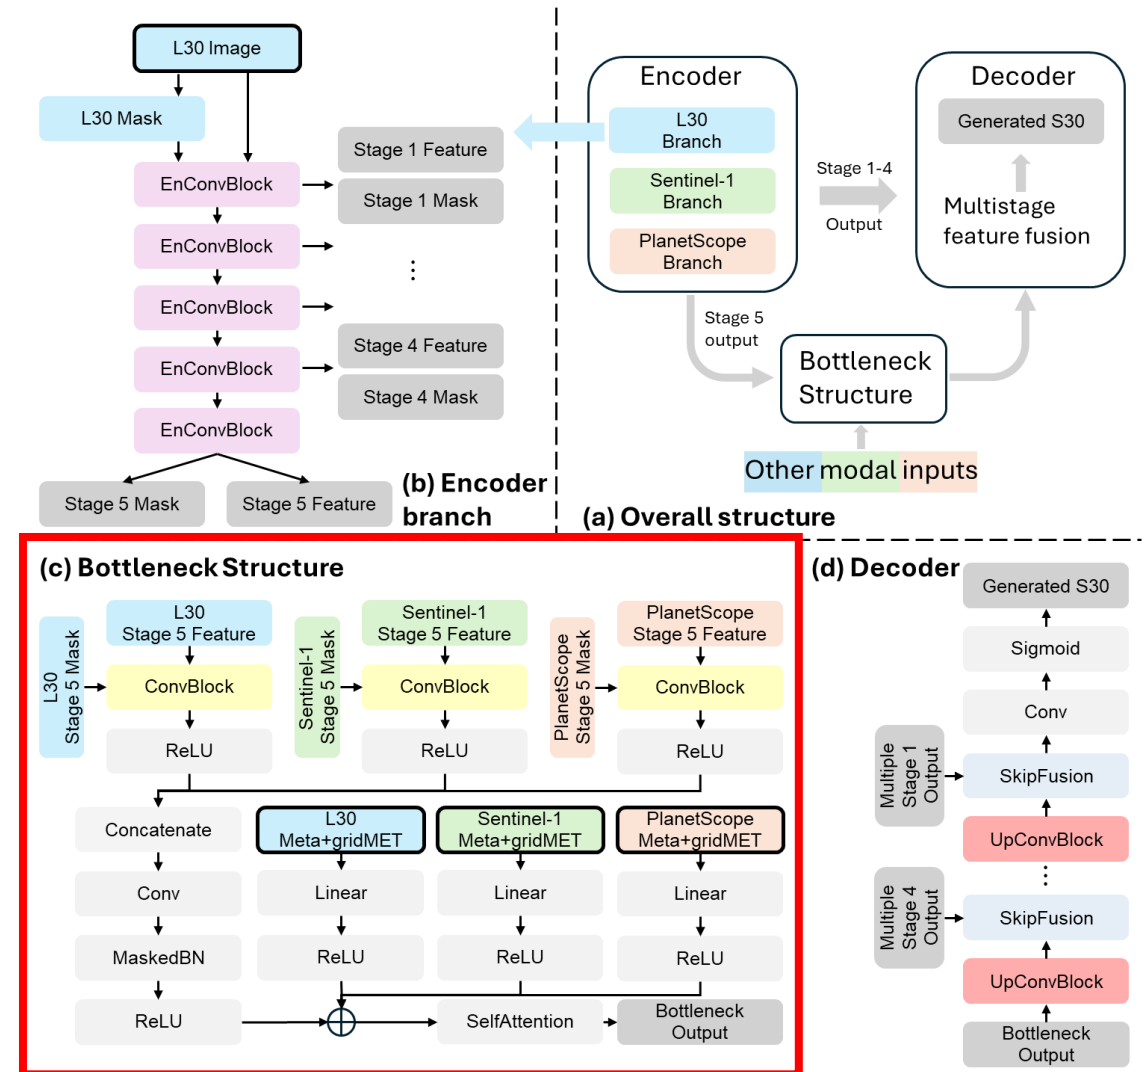 L30 Image
L30 Mask
EnConvBlock
Stage 1 Feature
Stage 1 Mask
EnConvBlock
⋮
EnConvBlock
EnConvBlock
Stage 4 Feature
Stage 4 Mask
EnConvBlock
Stage 5 Mask
Stage 5 Feature
(b) Encoder
branch
Encoder
L30
Branch
Sentinel-1
Branch
PlanetScope
Branch
Stage 1-4
Output
Decoder
Generated S30
Multistage
feature fusion
Stage 5
output
Bottleneck
Structure
Other modal inputs
(a) Overall structure
(c) Bottleneck Structure
L30
Stage 5 Mask
L30
Stage 5 Feature
ConvBlock
ReLU
Sentinel-1
Stage 5 Mask
Sentinel-1
Stage 5 Feature
ConvBlock
ReLU
PlanetScope
Stage 5 Mask
PlanetScope
Stage 5 Feature
ConvBlock
ReLU
Concatenate
Conv
MaskedBN
ReLU
L30
Meta+gridMET
Linear
ReLU
Sentinel-1
Meta+gridMET
Linear
ReLU
PlanetScope
Meta+gridMET
Linear
ReLU
SelfAttention
Bottleneck
Output
(d) Decoder
Generated S30
Sigmoid
Conv
Multiple
Stage 1
Output
SkipFusion
UpConvBlock
⋮
Multiple
Stage 4
Output
SkipFusion
UpConvBlock
Bottleneck
Output